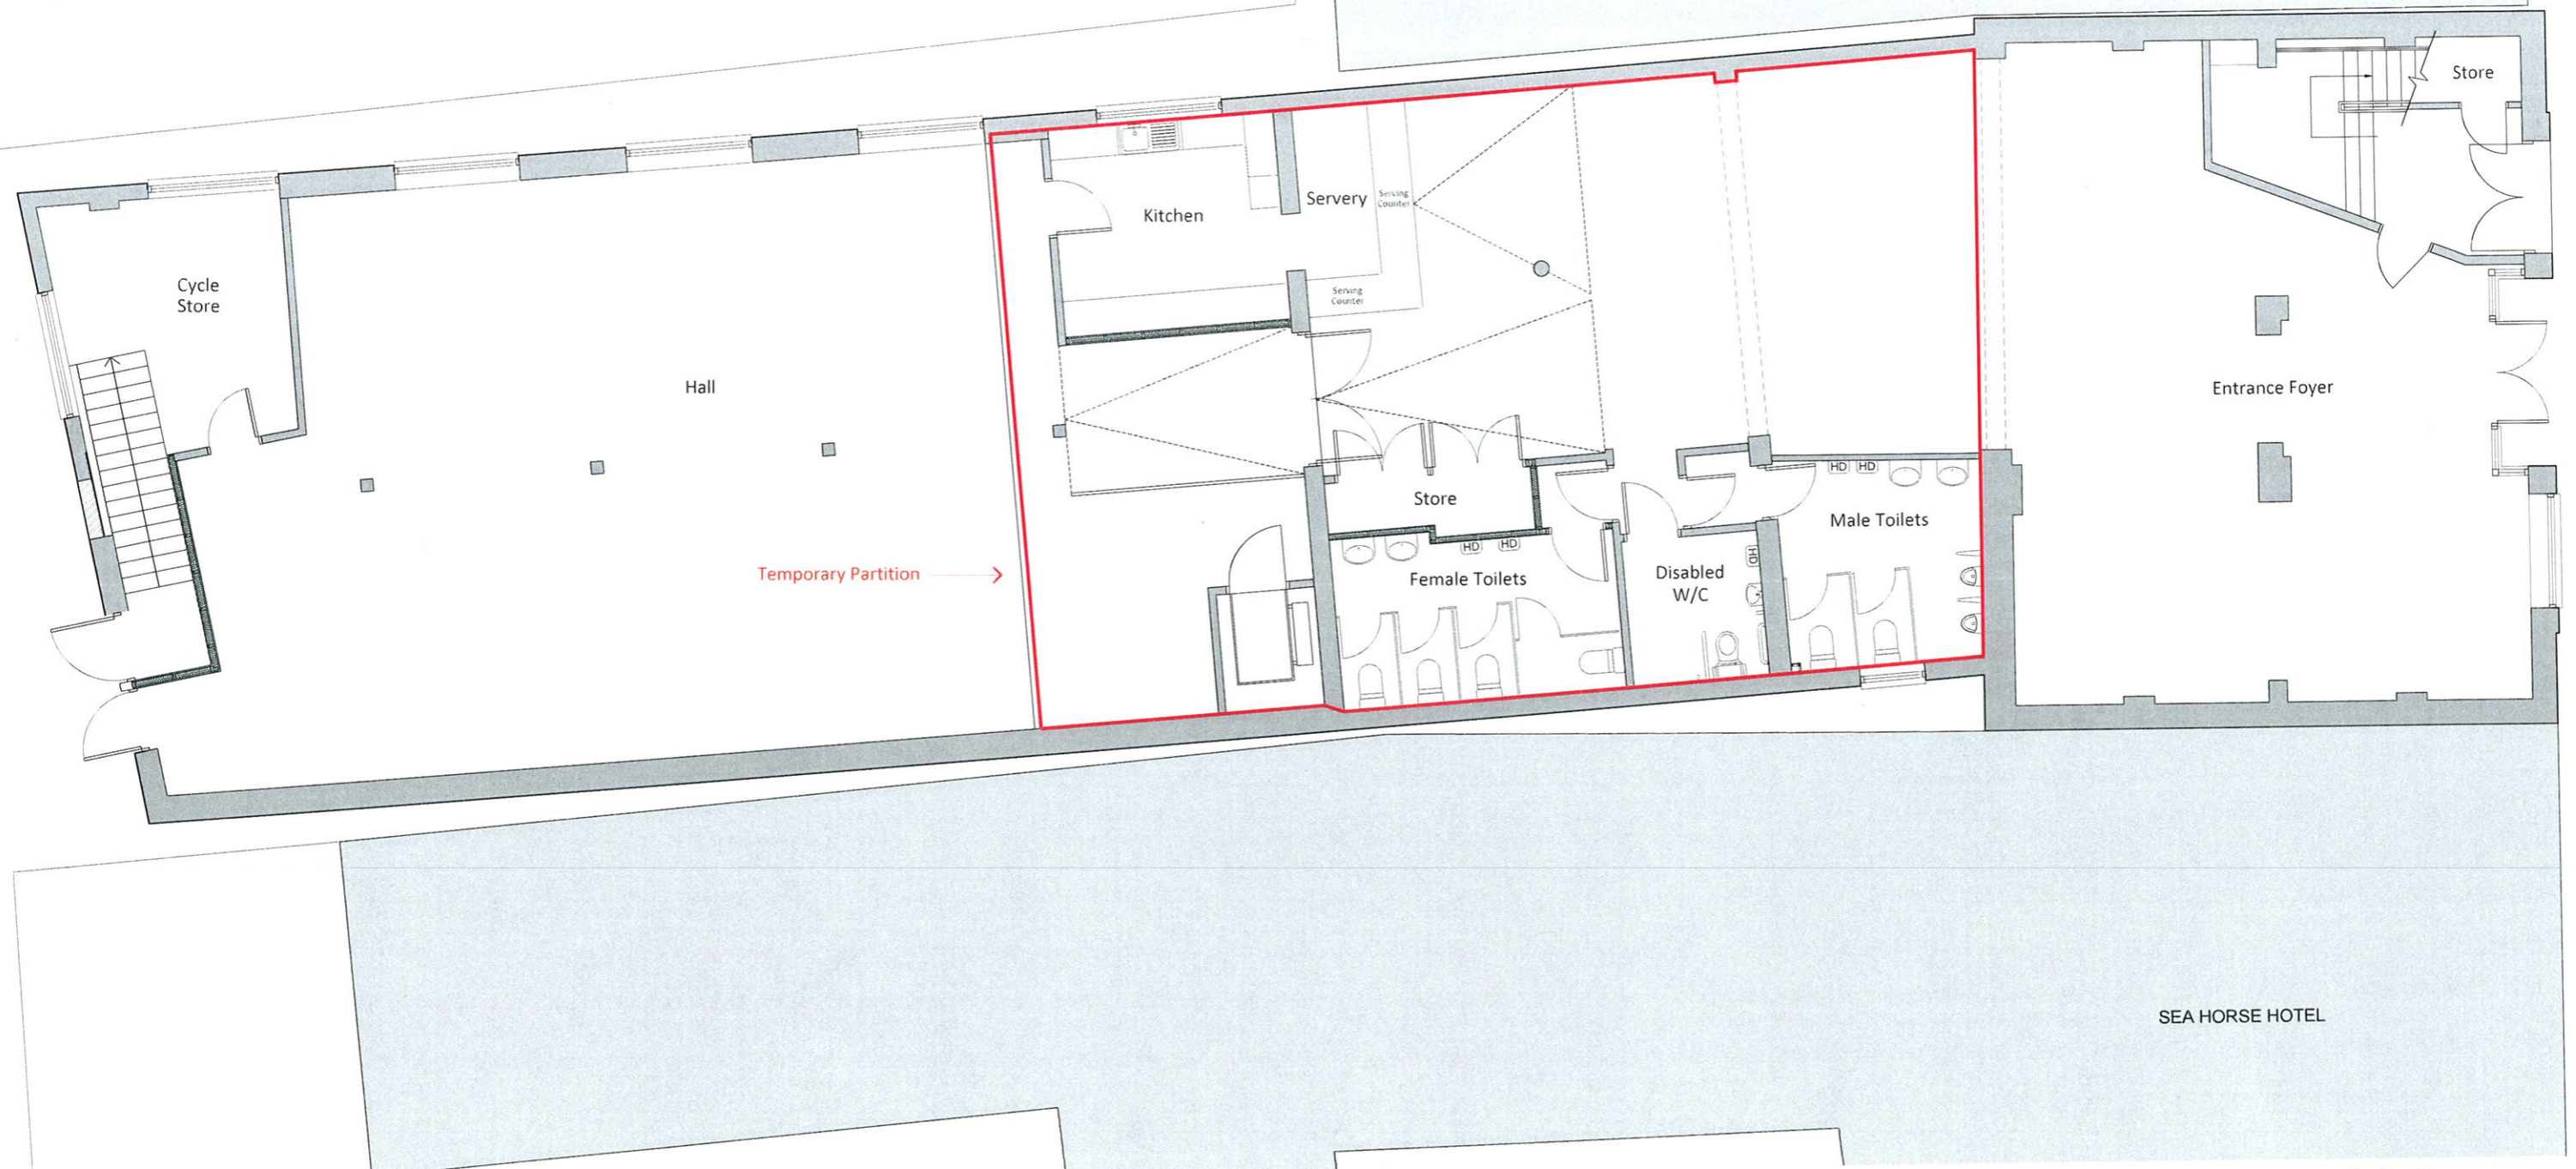 Store
Kitchen
Servery
Serving
Counter
Serving
Counter
Cycle
Store
Hall
Entrance Foyer
Store
HD
HD
Male Toilets
HD
HD
HD
Female Toilets
Disabled
W/C
Temporary Partition
SEA HORSE HOTEL